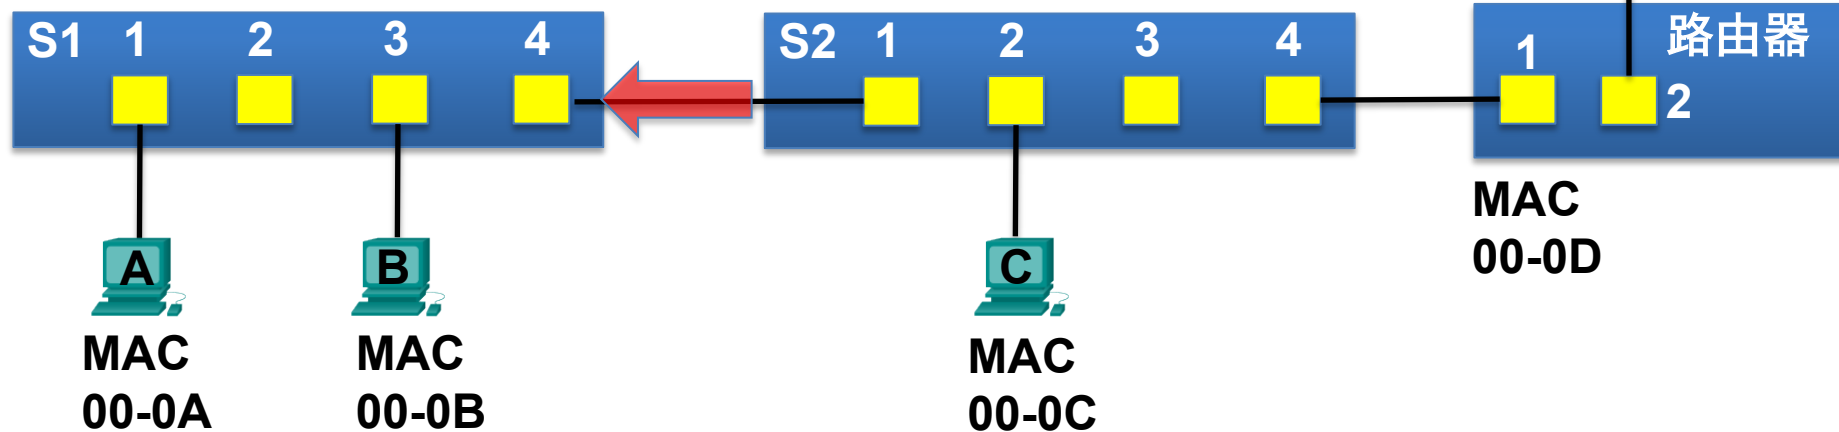 S1 1 2 3 4
S2 1 2 3 4
1 路由器
2
A
B
C
MAC
00-0A
MAC
00-0B
MAC
00-0C
MAC
00-0D